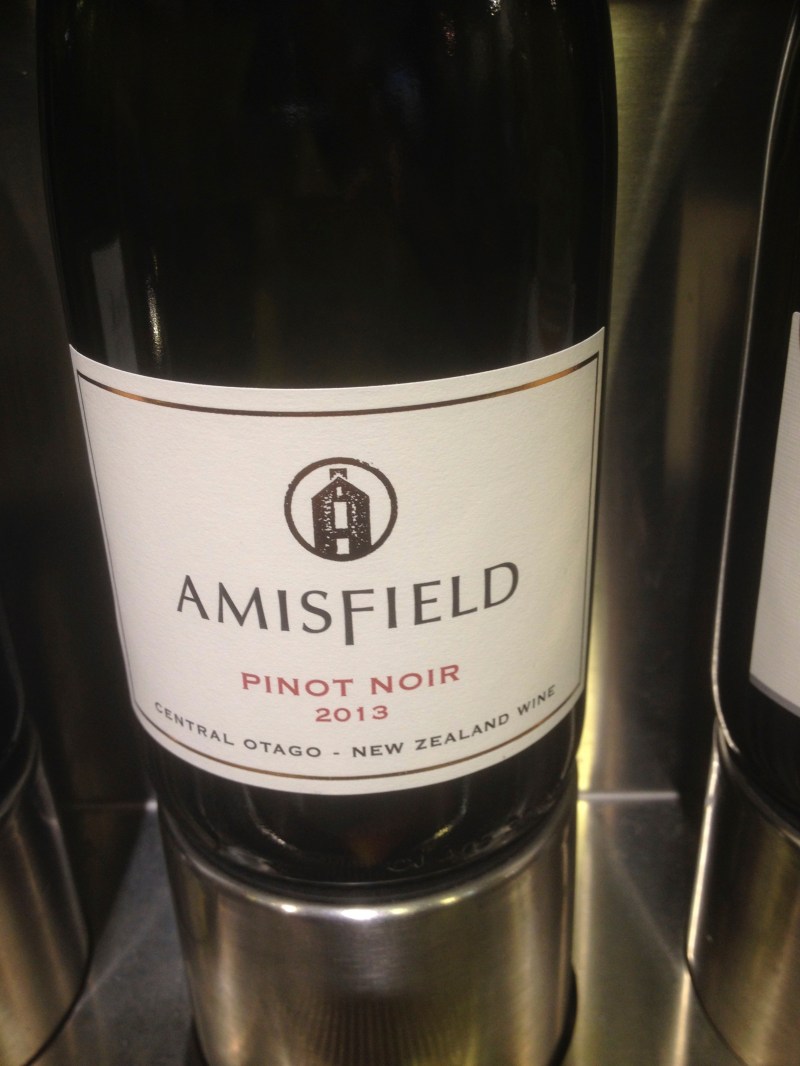 AMISFIELD
PINOT NOIR
2013
CENTRAL OTAGO - NEW ZEALAND WINE